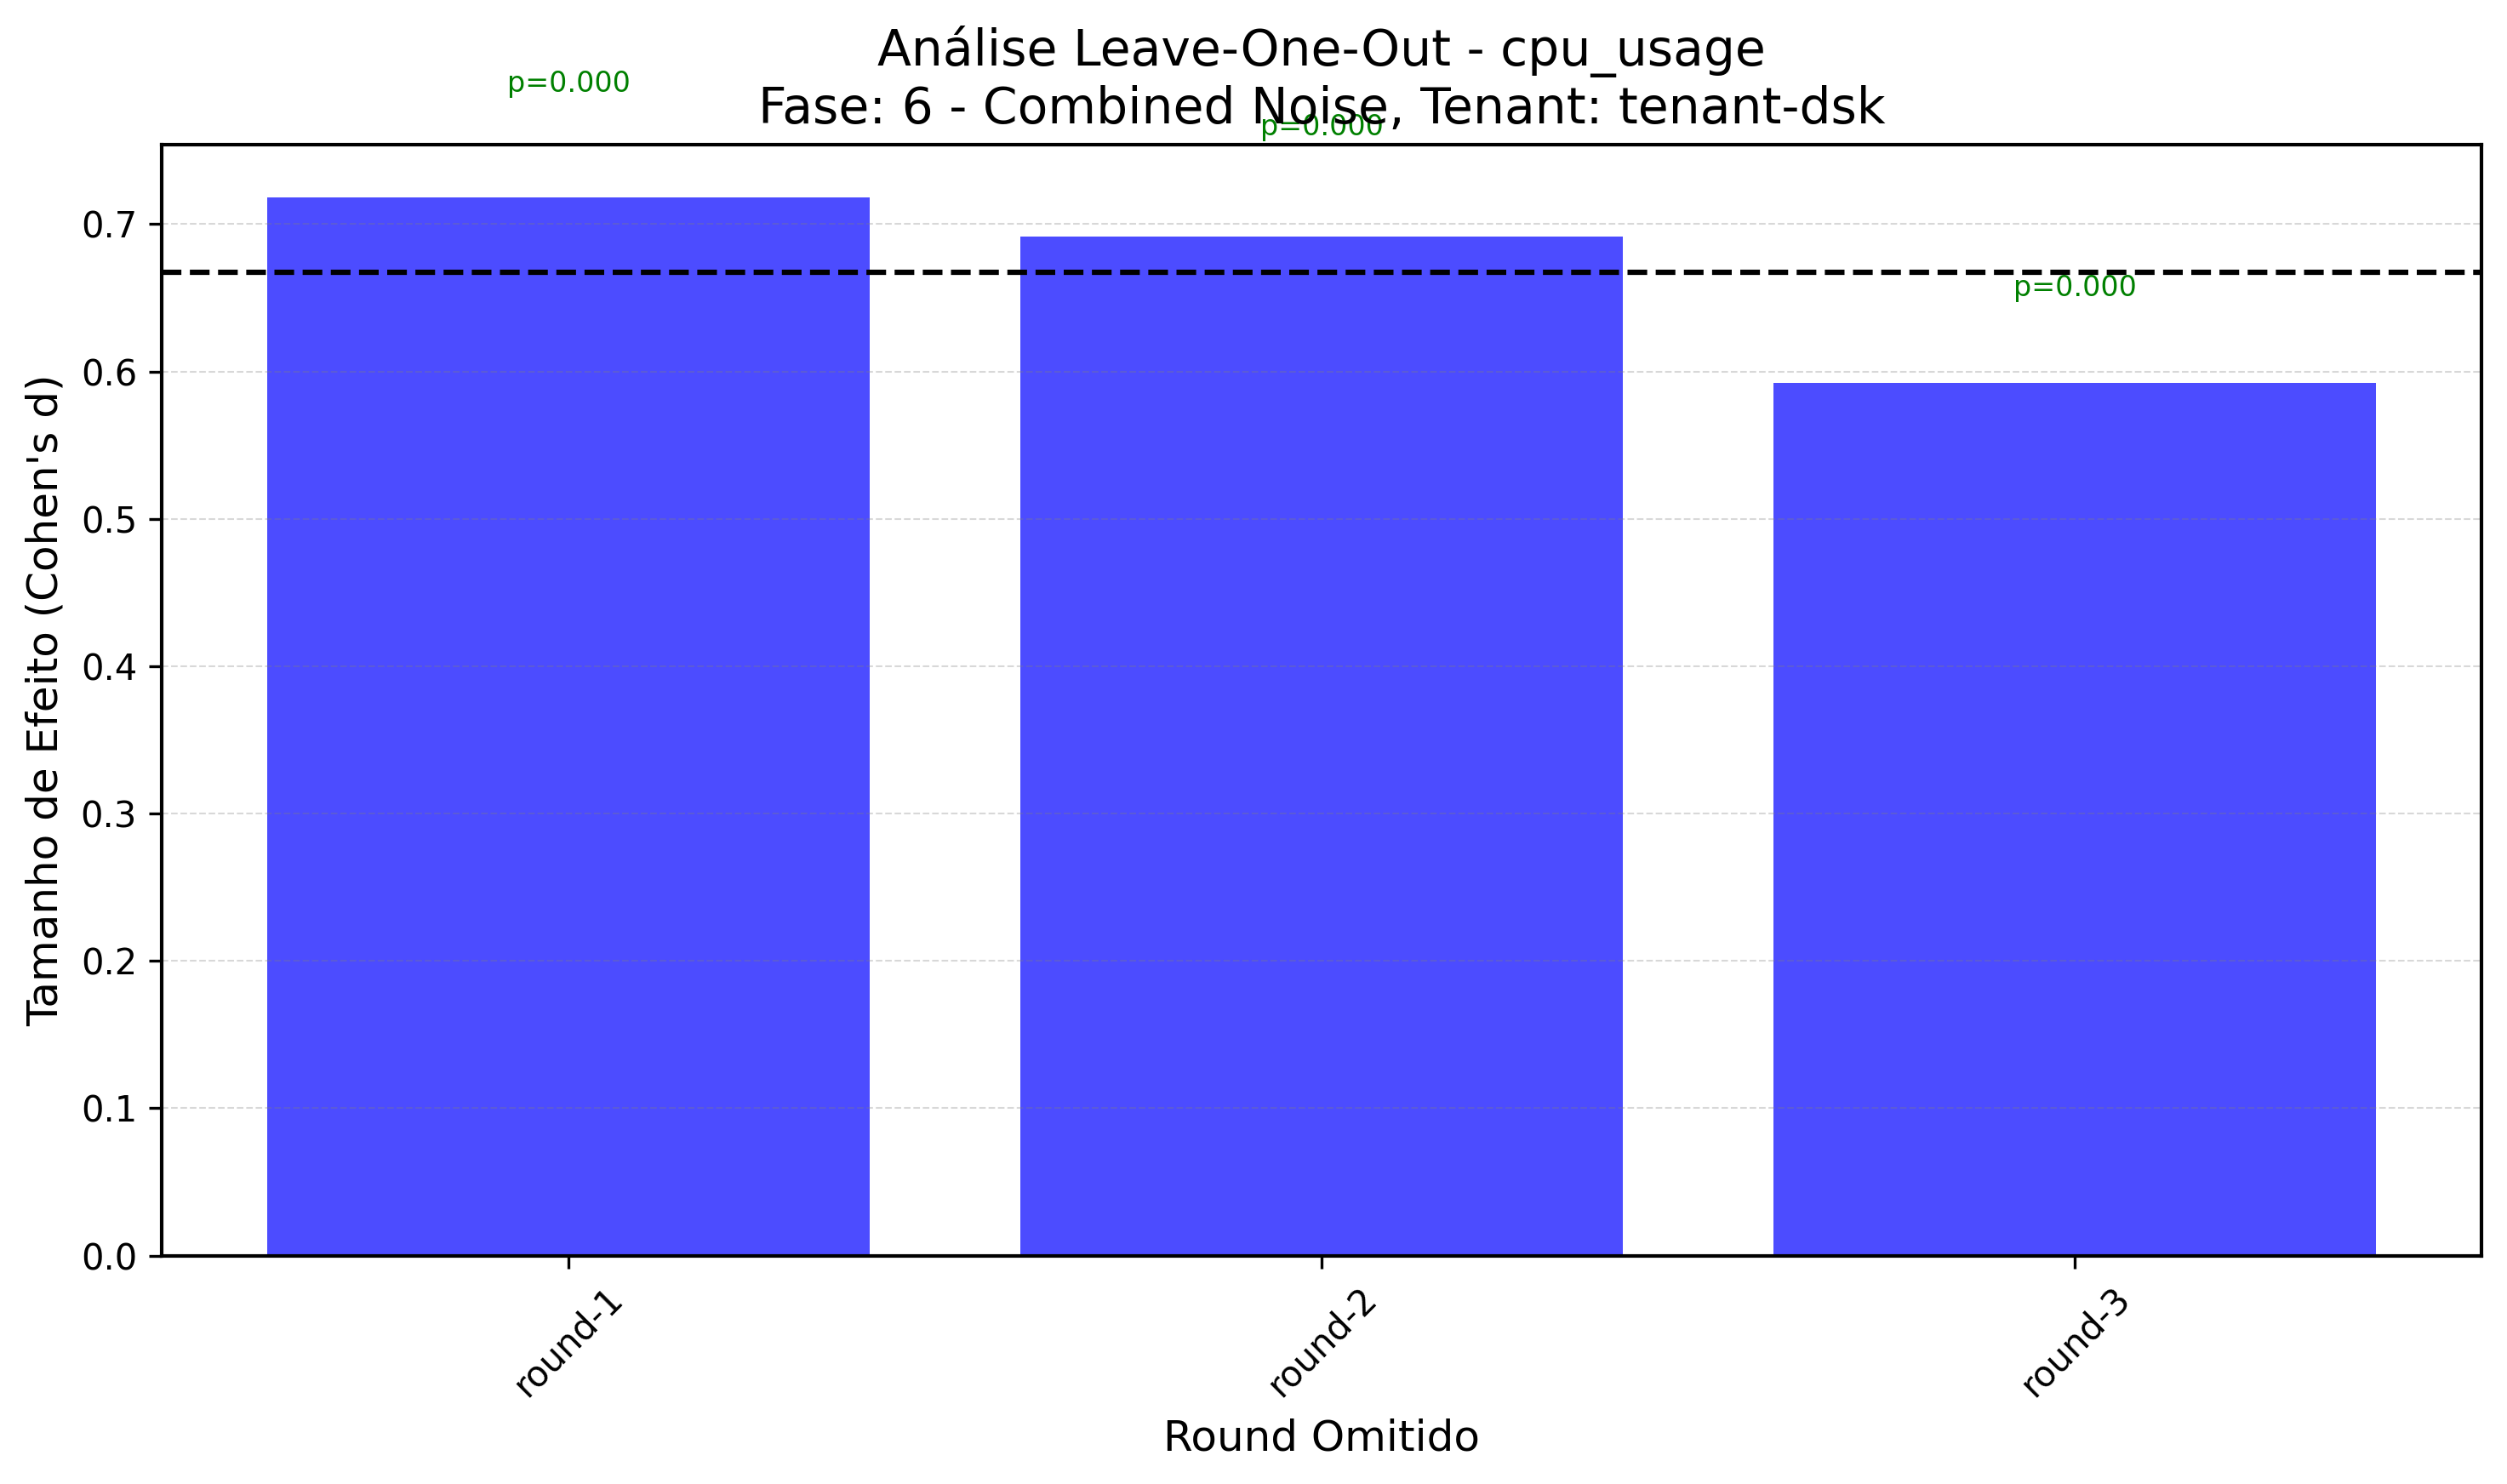 Análise Leave-One-Out - cpu_usage
Fase: 6 - Combined Noise, Tenant: tenant-dsk
p=0.000
p=0.000
p=0.000
Tamanho de Efeito (Cohen's d)
0.7
0.6
0.5
0.4
0.3
0.2
0.1
0.0
round-1
round-2
round-3
Round Omitido